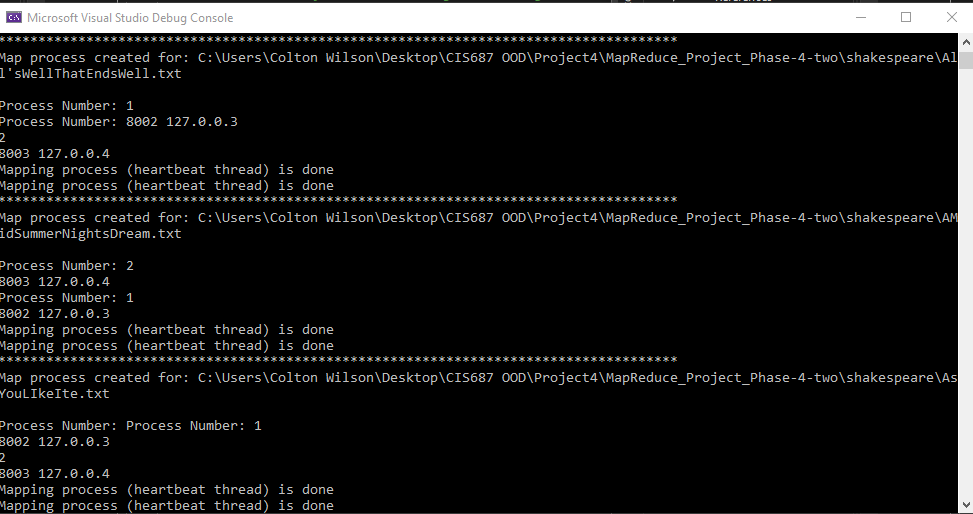 Microsoft Visual Studio Debug Console
*************************************************************************************
Map process created for: C:\Users\Colton Wilson\Desktop\CIS687 OOD\Project4\MapReduce_Project_Phase-4-two\shakespeare\Al
l'sWellThatEndsWell.txt
Process Number: 1
Process Number: 8002 127.0.0.3
2
8003 127.0.0.4
Mapping process (heartbeat thread) is done
Mapping process (heartbeat thread) is done
*************************************************************************************
Map process created for: C:\Users\Colton Wilson\Desktop\CIS687 OOD\Project4\MapReduce_Project_Phase-4-two\shakespeare\AM
idSummerNightsDream.txt
Process Number: 2
8003 127.0.0.4
Process Number: 1
8002 127.0.0.3
Mapping process (heartbeat thread) is done
Mapping process (heartbeat thread) is done
*************************************************************************************
Map process created for: C:\Users\Colton Wilson\Desktop\CIS687 OOD\Project4\MapReduce_Project_Phase-4-two\shakespeare\As
YouLIkeIte.txt
Process Number: Process Number: 1
8002 127.0.0.3
2
8003 127.0.0.4
Mapping process (heartbeat thread) is done
Mapping process (heartbeat thread) is done